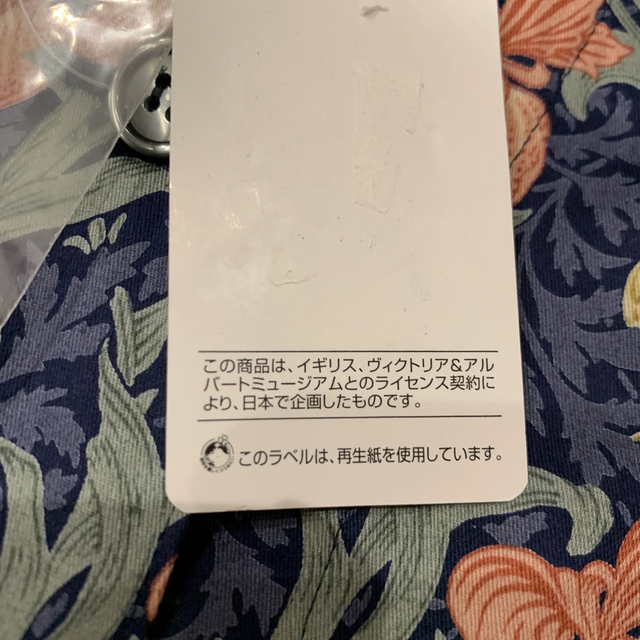 この商品は、イギリス、ヴィクトリア&アル
バートミュージアムとのライセンス契約に
より、日本で企画したものです。
このラベルは、再生紙を使用しています。